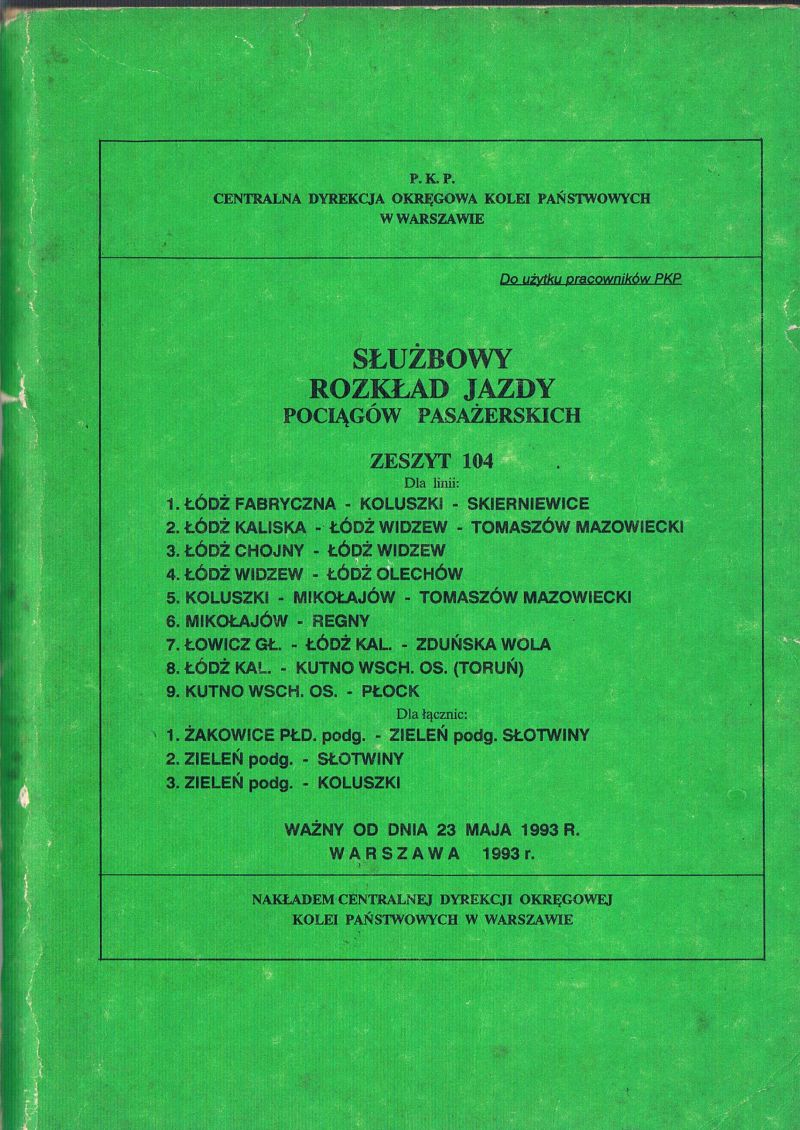 P. K. P.
CENTRALNA DYREKCJA OKRĘGOWA KOLEI PAŃSTWOWYCH
W WARSZAWIE
Do użytku pracowników PKP
SŁUŻBOWY
ROZKŁAD JAZDY
POCIĄGÓW PASAŻERSKICH
ZESZYT 104
Dla linii:
1. ŁÓDŹ FABRYCZNA - KOLUSZKI - SKIERNIEWICE
2. ŁÓDŹ KALISKA - ŁÓDŹ WIDZEW - TOMASZÓW MAZOWIECKI
3. ŁÓDŹ CHOJNY - ŁÓDŹ WIDZEW
4. ŁÓDŹ WIDZEW - ŁÓDŹ OLECHÓW
5. KOLUSZKI - MIKOŁAJÓW - TOMASZÓW MAZOWIECKI
6. MIKOŁAJÓW - REGNY
7. ŁOWICZ GŁ. - ŁÓDŹ KAL. - ZDUŃSKA WOLA
8. ŁÓDŹ KAL. - KUTNO WSCH. OS. (TORUŃ)
9. KUTNO WSCH. OS. - PŁOCK
Dla łącznic:
1. ŻAKOWICE PŁD. podg. - ZIELEŃ podg. SŁOTWINY
2. ZIELEŃ podg. - SŁOTWINY
3. ZIELEŃ podg. - KOLUSZKI
WAŻNY OD DNIA 23 MAJA 1993 R.
WARSZAWA 1993 r.
NAKŁADEM CENTRALNEJ DYREKCJI OKRĘGOWEJ
KOLEI PAŃSTWOWYCH W WARSZAWIE